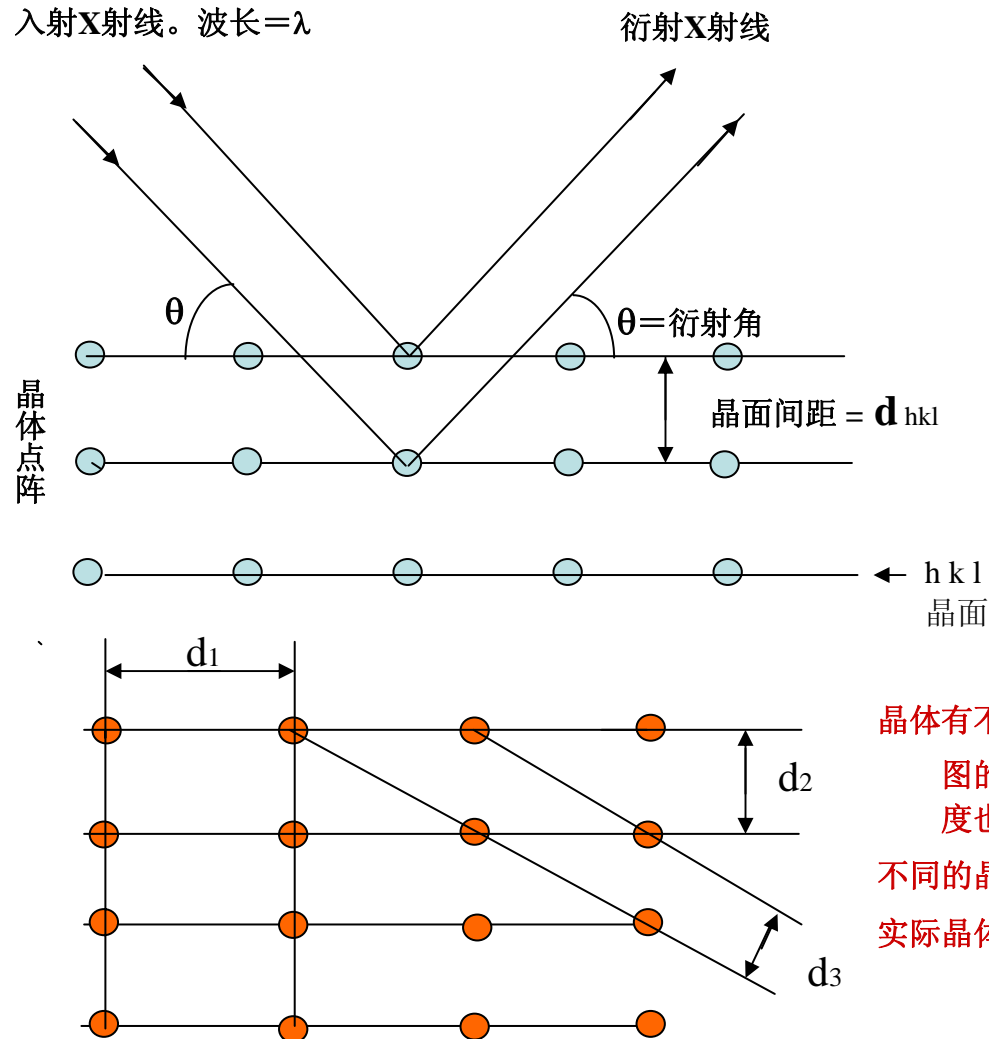 入射X射线。波长＝λ
衍射X射线
θ
θ＝衍射角
晶面间距 = d hkl
晶体点阵
h k l
晶面
、
d1
d2
d3
晶体有
图的
度也
不同的晶
实际晶体